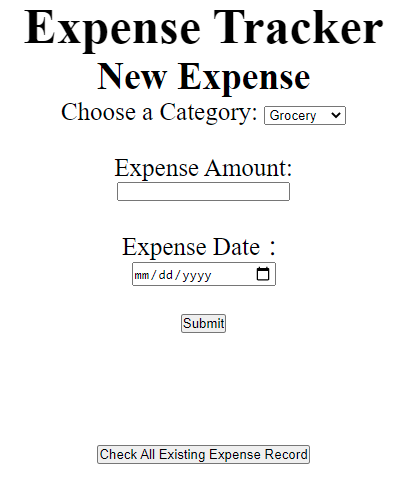 Expense Tracker
New Expense
Choose a Category: Grocery
Expense Amount:
Expense Date：
mm/dd/yyyy
Submit
Check All Existing Expense Record